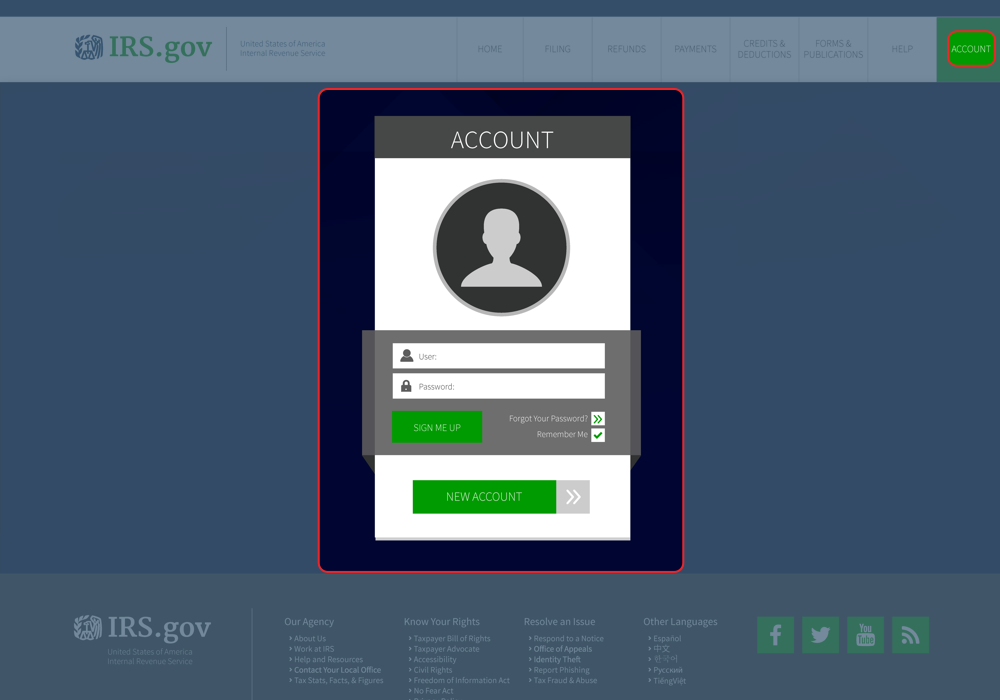 IRS.gov
United States of America
Internal Revenue Service
HOME
FILING
REFUNDS
PAYMENTS
CREDITS &
DEDUCTIONS
FORMS &
PUBLICATIONS
HELP
ACCOUNT
ACCOUNT
User:
Password:
SIGN ME UP
Forgot Your Password?
Remember Me
NEW ACCOUNT
IRS.gov
United States of America
Internal Revenue Service
Our Agency
About Us
Work at IRS
Help and Resources
Contact Your Local Office
Tax Stats, Facts, & Figures
Know Your Rights
Taxpayer Bill of Rights
Taxpayer Advocate
Accessibility
Civil Rights
Freedom of Information Act
No Fear Act
Resolve an Issue
Respond to a Notice
Office of Appeals
Identity Theft
Report Phishing
Tax Fraud & Abuse
Other Languages
Español
中文
한국어
Русский
TiếngViệt
You
Tube